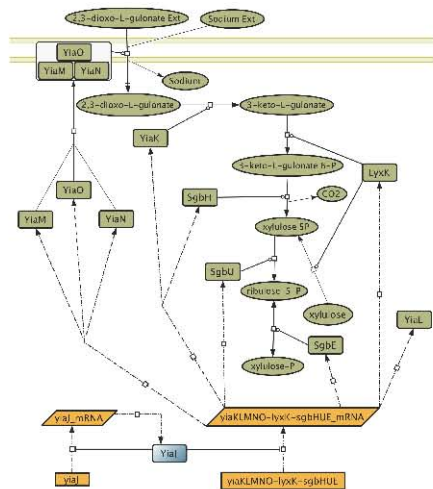 2,3-dioxo-L-gulonate Ext
Sodium Ext
YiaO
YiaM
YiaN
Sodium
2,3-dioxo-L-gulonate
3-keto-L-gulonate
YiaK
3-keto-L-gulonate 6-P
LyxK
CO2
SgbH
YiaO
YiaM
YiaN
xylulose 5P
SgbU
ribulose 5 P
xylulose
YiaL
SgbE
xylulose-P
yiaJ_mRNA
yiaKLMNO-lyxK-sgbHUE_mRNA
YiaJ
yiaJ
yiaKLMNO-lyxK-sgbHUE